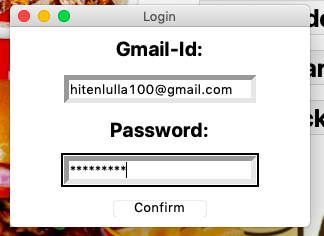 Login
Gmail-Id:
hitenlulla100@gmail.com
Password:
*********
Confirm